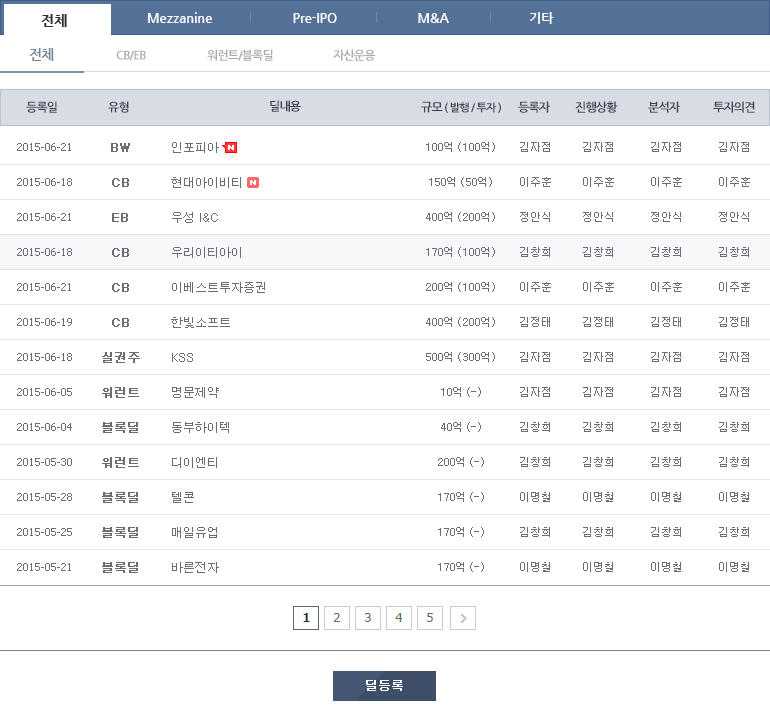 전체 Mezzanine Pre-IPO M&A 기타
전체 CB/EB 워런트/블록딜 자산운용
등록일 유형 딜내용 규모 ( 발행 / 투자 ) 등록자 진행상황 분석자 투자의견
2015-06-21 BW 인포피아 N 100억 (100억) 김자점 김자점 김자점 김자점
2015-06-18 CB 현대아이비티 N 150억 (50억) 이주훈 이주훈 이주훈 이주훈
2015-06-21 EB 우성 I&C 400억 (200억) 정안식 정안식 정안식 정안식
2015-06-18 CB 우리이티아이 170억 (100억) 김창희 김창희 김창희 김창희
2015-06-21 CB 이베스트투자증권 200억 (100억) 이주훈 이주훈 이주훈 이주훈
2015-06-19 CB 한빛소프트 400억 (200억) 김정태 김정태 김정태 김정태
2015-06-18 실권주 KSS 500억 (300억) 김자점 김자점 김자점 김자점
2015-06-05 워런트 명문제약 10억 (-) 김자점 김자점 김자점 김자점
2015-06-04 블록딜 동부하이텍 40억 (-) 김창희 김창희 김창희 김창희
2015-05-30 워런트 디이엔티 200억 (-) 김창희 김창희 김창희 김창희
2015-05-28 블록딜 텔콘 170억 (-) 이명철 이명철 이명철 이명철
2015-05-25 블록딜 매일유업 170억 (-) 김창희 김창희 김창희 김창희
2015-05-21 블록딜 바른전자 170억 (-) 이명철 이명철 이명철 이명철
1 2 3 4 5 >
딜등록